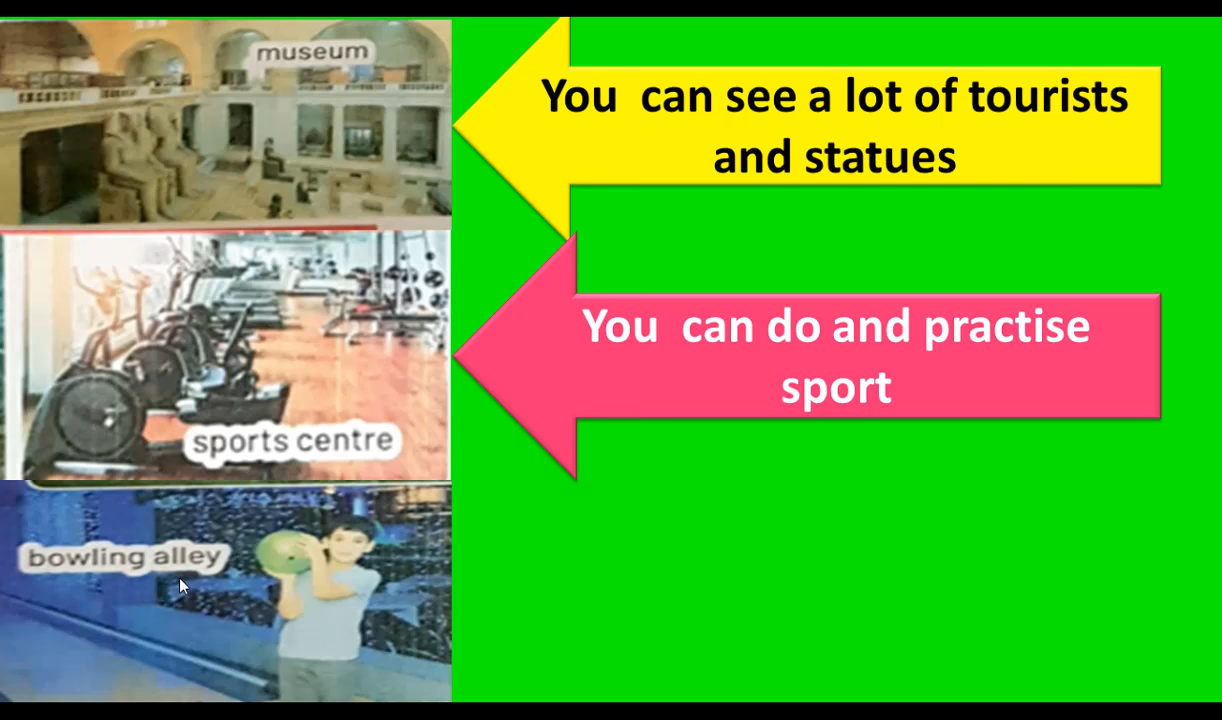 museum
You can see a lot of tourists
and statues
You can do and practise
sport
sports centre
bowling alley